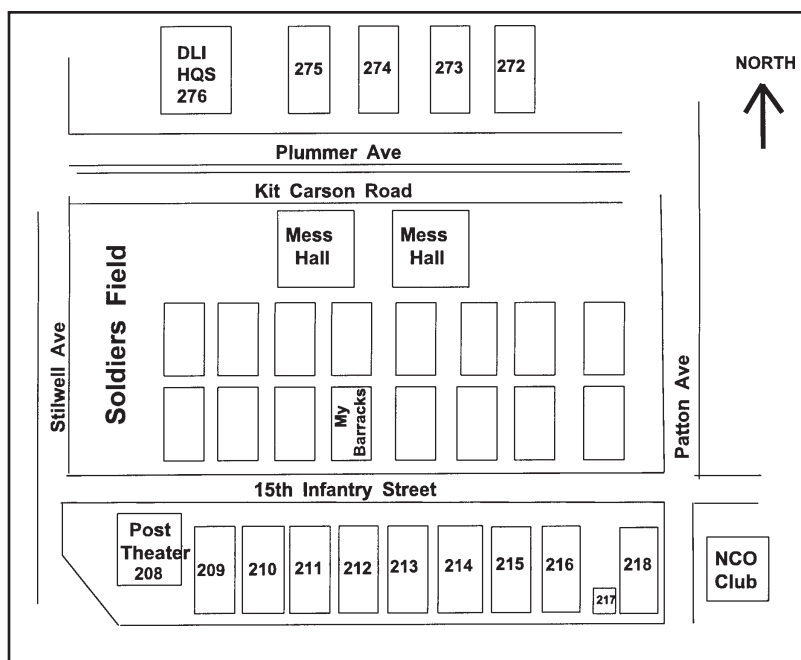 DLI
HQS
276
275
274
273
272
NORTH
Plummer Ave
Kit Carson Road
Mess
Hall
Mess
Hall
Soldiers Field
Stilwell Ave
My
Barracks
Patton Ave
15th Infantry Street
Post
Theater
208
209
210
211
212
213
214
215
216
217
218
NCO
Club